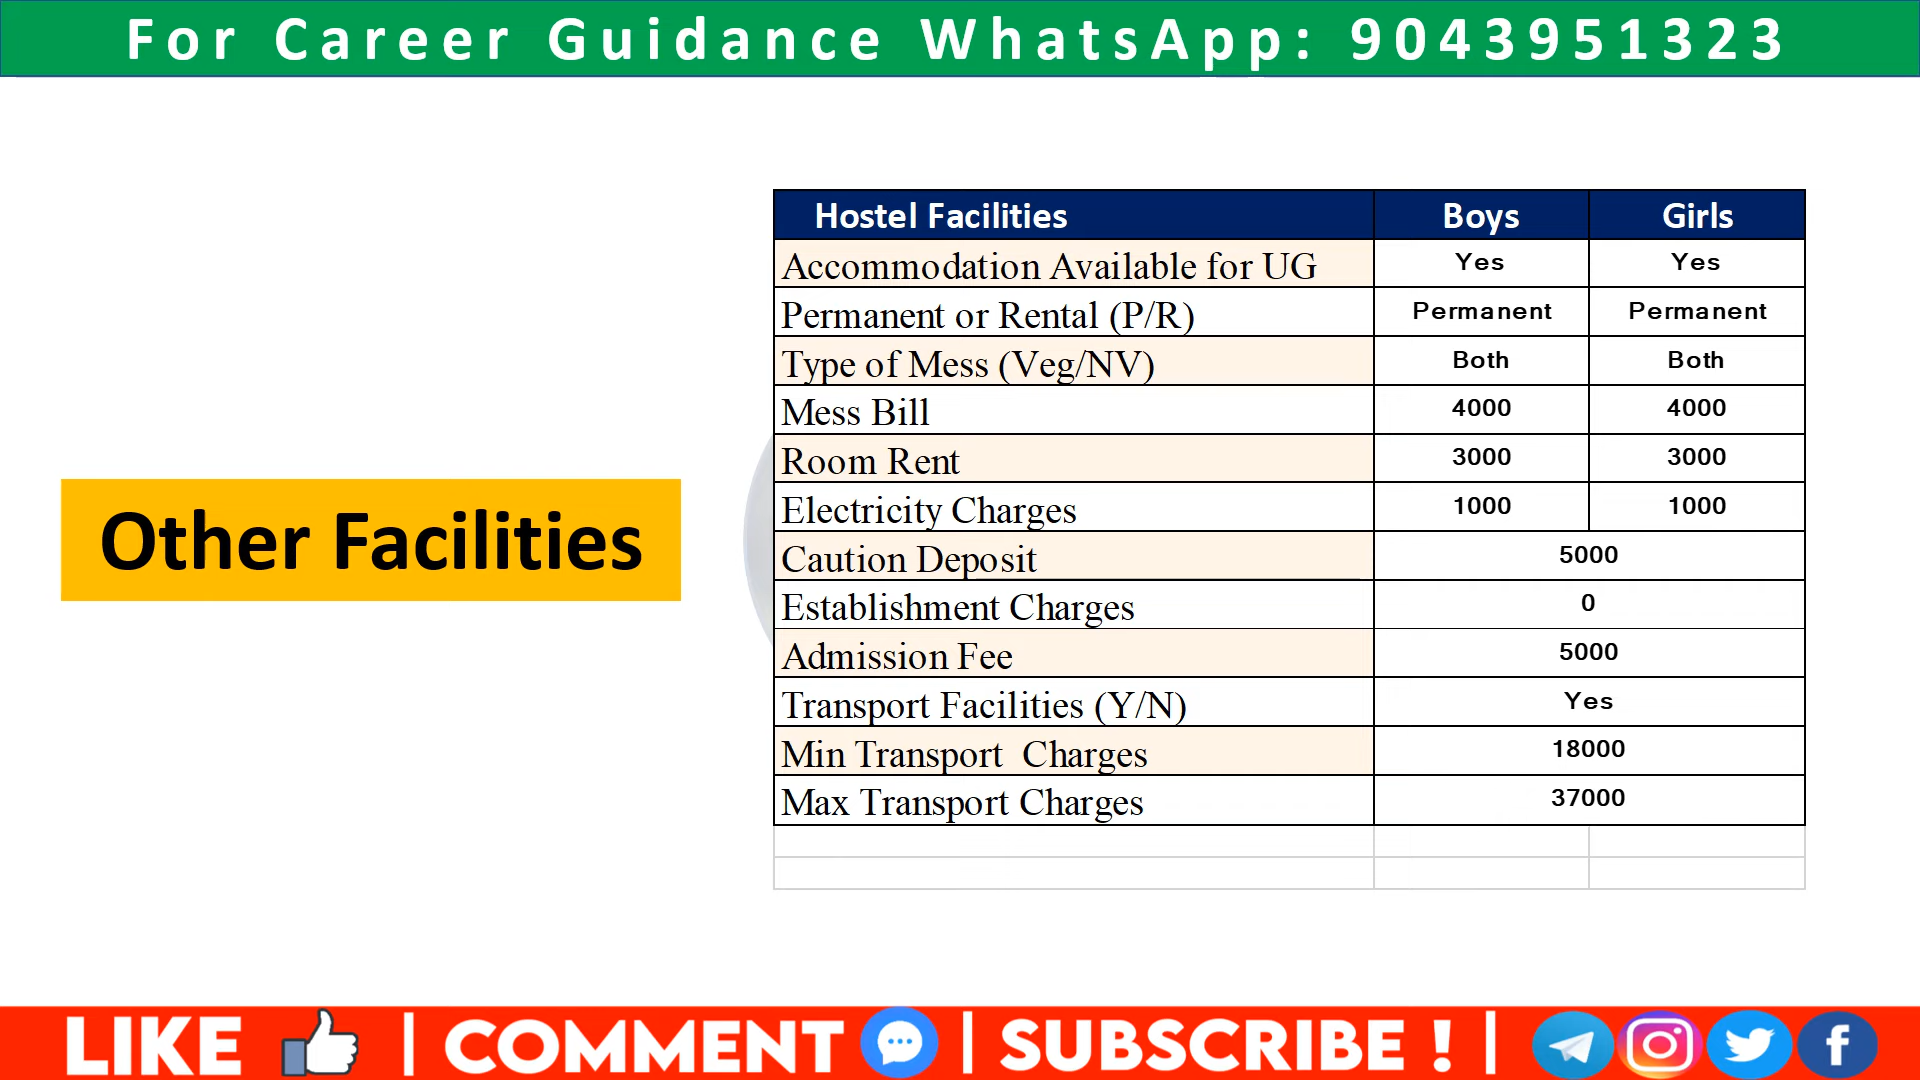 For Career Guidance WhatsApp: 9043951323
Other Facilities
Hostel Facilities Boys Girls
Accommodation Available for UG Yes Yes
Permanent or Rental (P/R) Permanent Permanent
Type of Mess (Veg/NV) Both Both
Mess Bill 4000 4000
Room Rent 3000 3000
Electricity Charges 1000 1000
Caution Deposit 5000
Establishment Charges 0
Admission Fee 5000
Transport Facilities (Y/N) Yes
Min Transport  Charges 18000
Max Transport Charges 37000
LIKE | COMMENT | SUBSCRIBE ! |